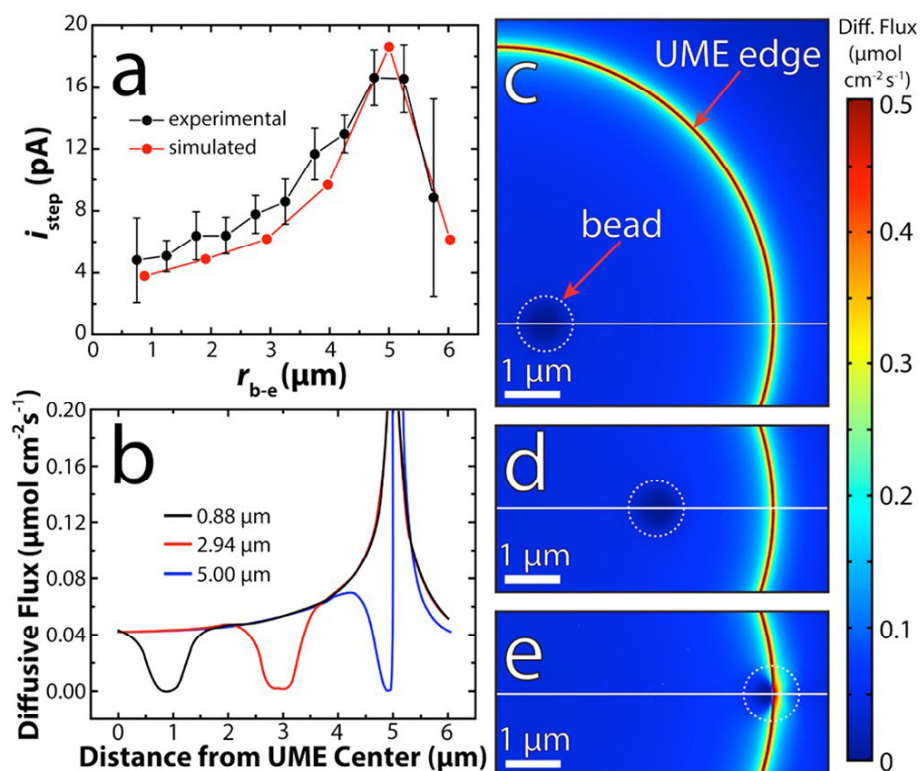 a
experimental
simulated
i step (pA)
20
16
12
8
4
0
0 1 2 3 4 5 6
r b-e (μm)
b
0.88 μm
2.94 μm
5.00 μm
Diffusive Flux (μmol cm⁻²s⁻¹)
0.20
0.16
0.12
0.08
0.04
0.00
0 1 2 3 4 5 6
Distance from UME Center (μm)
c
UME edge
bead
1 μm
d
1 μm
e
1 μm
Diff. Flux
(μmol
cm⁻² s⁻¹)
0.5
0.4
0.3
0.2
0.1
0